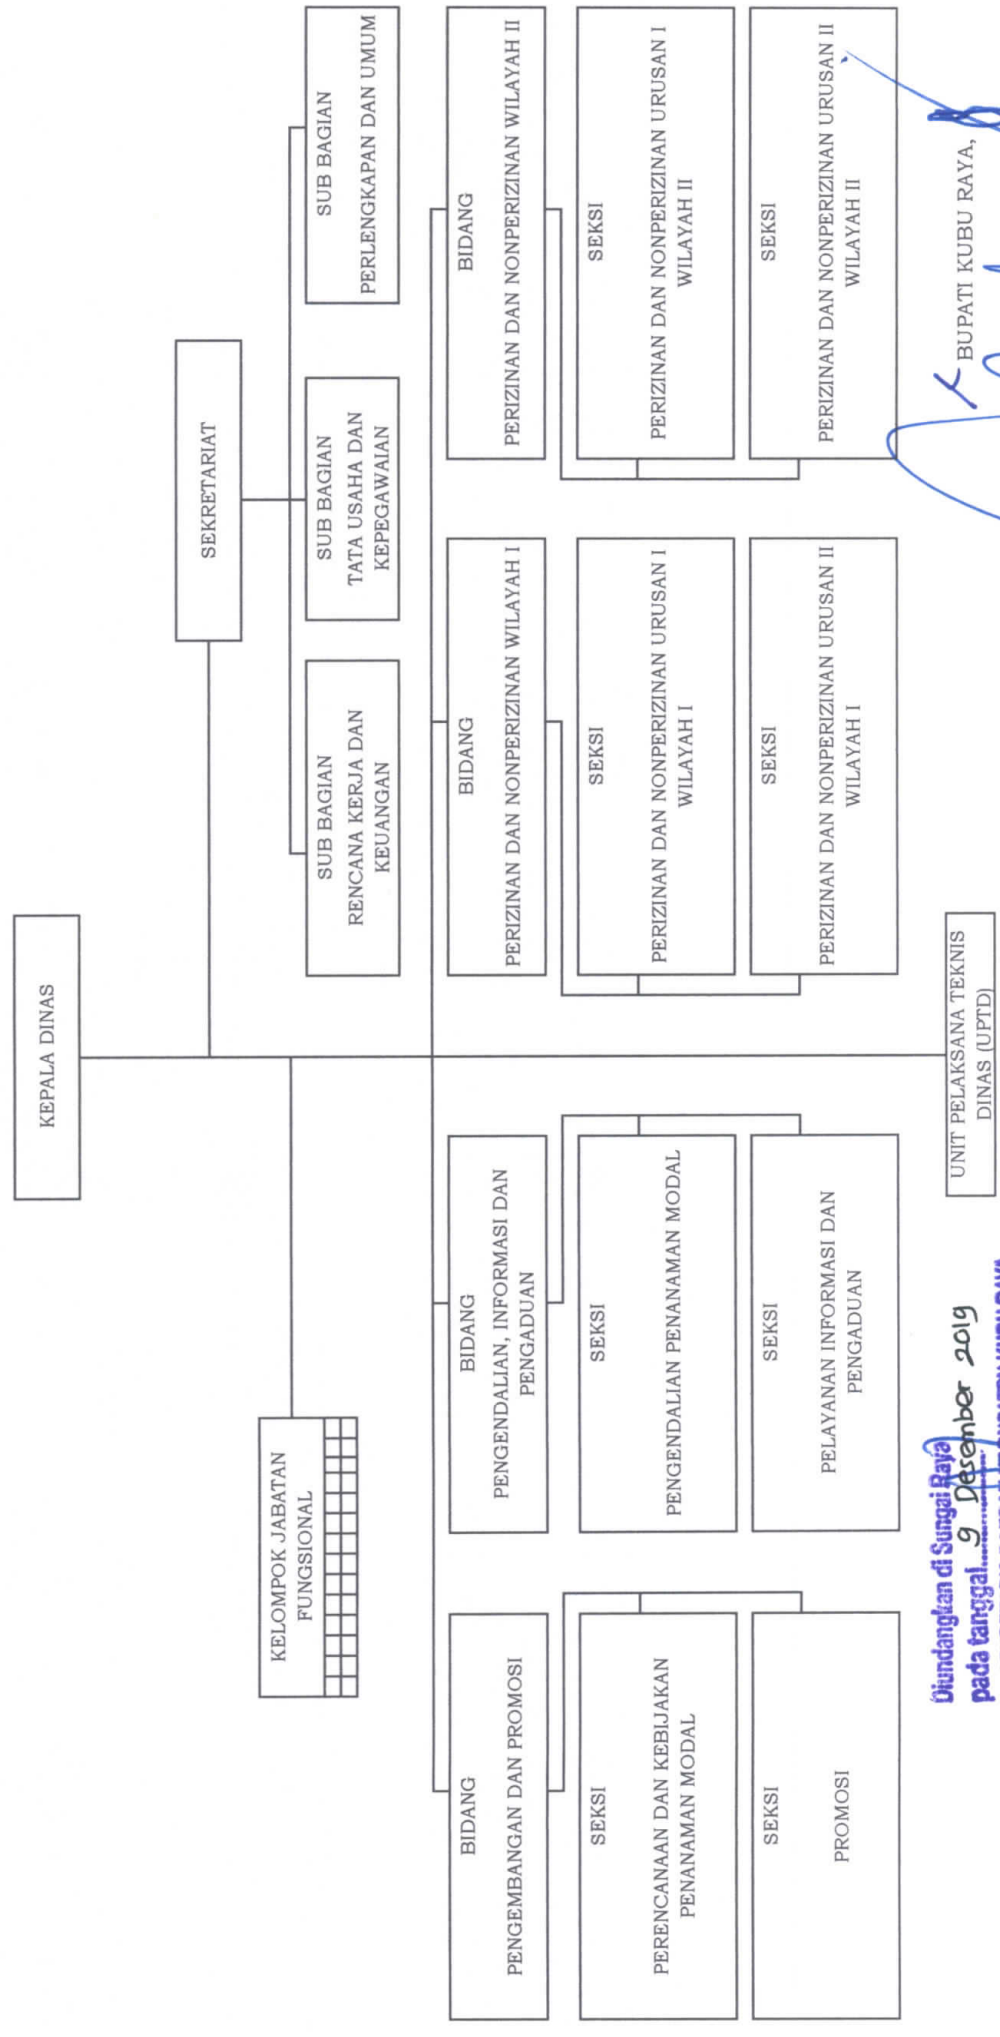 KEPALA DINAS
SEKRETARIAT
KELOMPOK JABATAN
FUNGSIONAL
SUB BAGIAN
RENCANA KERJA DAN
KEUANGAN
SUB BAGIAN
TATA USAHA DAN
KEPEGAWAIAN
SUB BAGIAN
PERLENGKAPAN DAN UMUM
BIDANG
PENGEMBANGAN DAN PROMOSI
BIDANG
PENGENDALIAN, INFORMASI DAN
PENGADUAN
BIDANG
PERIZINAN DAN NONPERIZINAN WILAYAH I
BIDANG
PERIZINAN DAN NONPERIZINAN WILAYAH II
SEKSI
PERENCANAAN DAN KEBIJAKAN
PENANAMAN MODAL
SEKSI
PENGENDALIAN PENANAMAN MODAL
SEKSI
PERIZINAN DAN NONPERIZINAN URUSAN I
WILAYAH I
SEKSI
PERIZINAN DAN NONPERIZINAN URUSAN I
WILAYAH II
SEKSI
PROMOSI
SEKSI
PELAYANAN INFORMASI DAN
PENGADUAN
SEKSI
PERIZINAN DAN NONPERIZINAN URUSAN II
WILAYAH I
SEKSI
PERIZINAN DAN NONPERIZINAN URUSAN II
WILAYAH II
UNIT PELAKSANA TEKNIS
DINAS (UPTD)
Diundangkan di Sungai Raya
pada tanggal 9 Desember 2019
BUPATI KUBU RAYA,